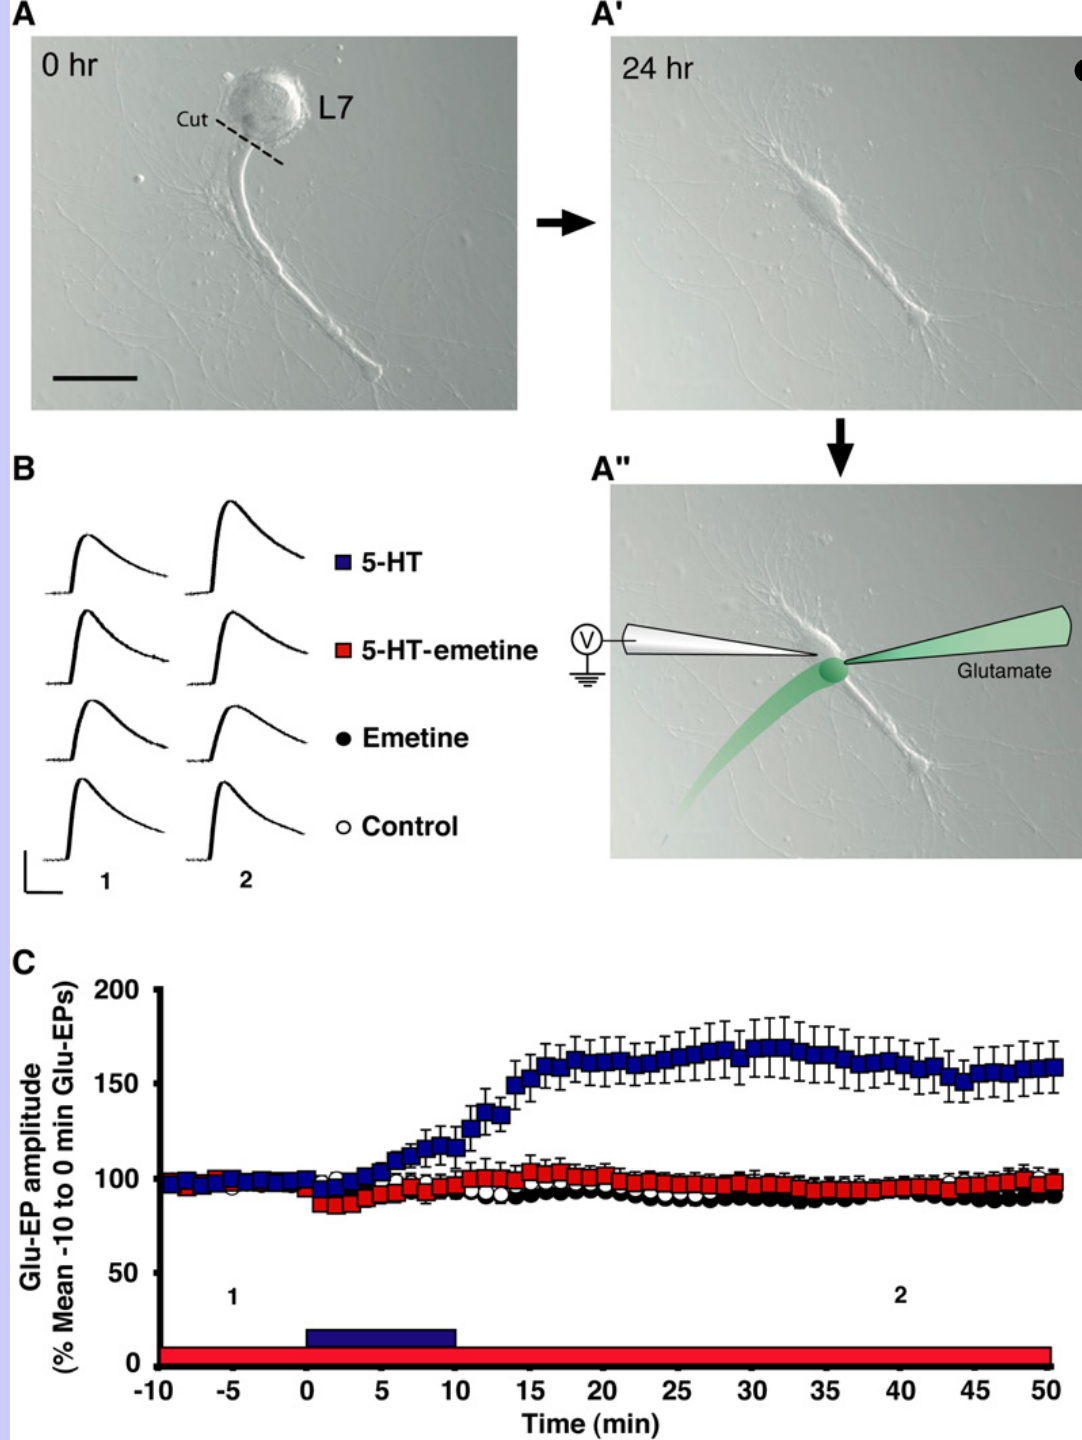 A
0 hr
L7
Cut
A'
24 hr
B
5-HT
5-HT-emetine
Emetine
Control
1
2
A"
V
Glutamate
C
Glu-EP amplitude
(% Mean -10 to 0 min Glu-EPs)
200
150
100
50
0
1
2
-10 -5 0 5 10 15 20 25 30 35 40 45 50
Time (min)